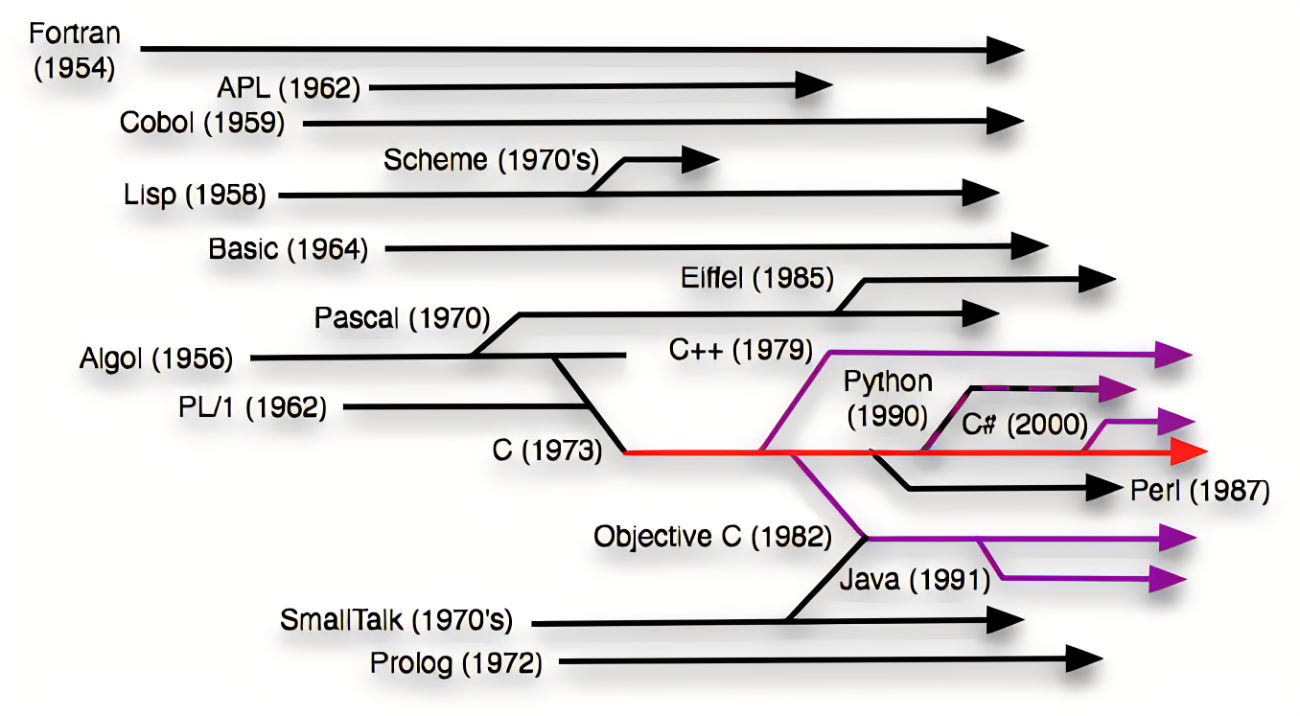 Fortran
(1954)
APL (1962)
Cobol (1959)
Scheme (1970's)
Lisp (1958)
Basic (1964)
Eiffel (1985)
Pascal (1970)
C++ (1979)
Algol (1956)
Python
(1990)
PL/1 (1962)
C# (2000)
C (1973)
Perl (1987)
Objective C (1982)
Java (1991)
SmallTalk (1970's)
Prolog (1972)